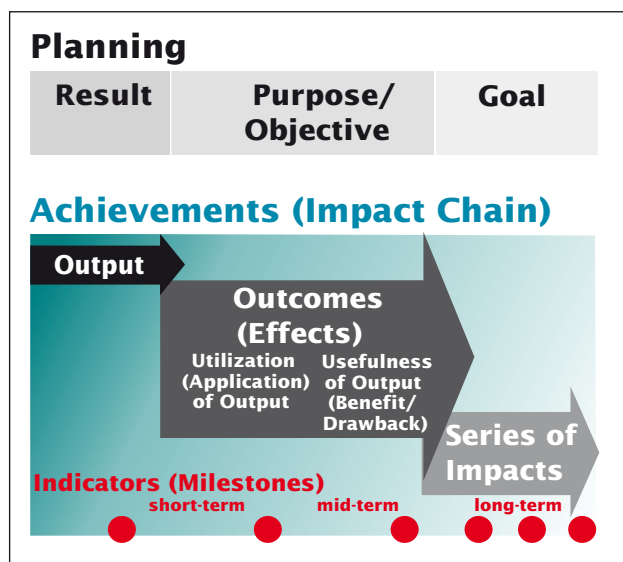 Planning
Result
Purpose/
Objective
Goal
Achievements (Impact Chain)
Output
Outcomes
(Effects)
Utilization
(Application)
of Output
Usefulness
of Output
(Benefit/
Drawback)
Series of
Impacts
Indicators (Milestones)
short-term mid-term long-term